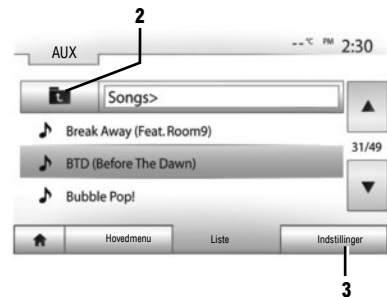 2
AUX
--°C PM 2:30
Songs>
Break Away (Feat. Room9)
31/49
BTD (Before The Dawn)
Bubble Pop!
Hovedmenu Liste Indstillinger
3